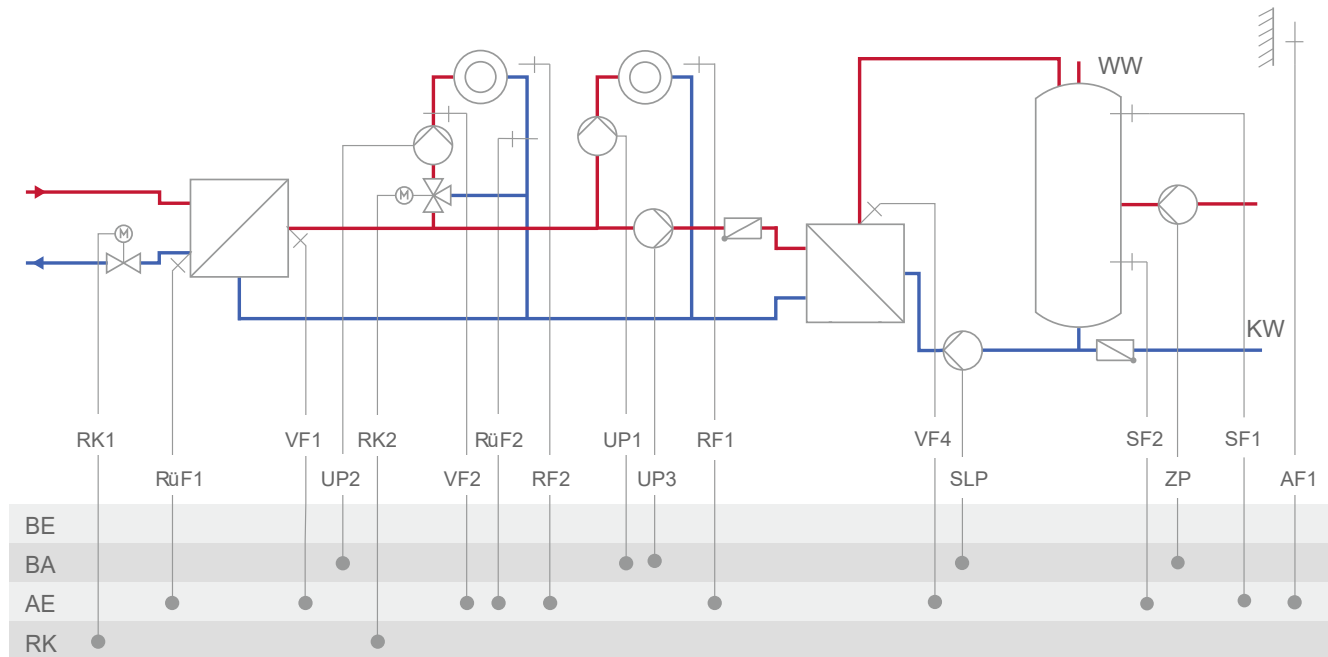 WW
M
M
KW
RK1 VF1 RK2 RüF2 UP1 RF1 VF4 SF2 SF1
RüF1 UP2 VF2 RF2 UP3 SLP ZP AF1
BE
BA
AE
RK